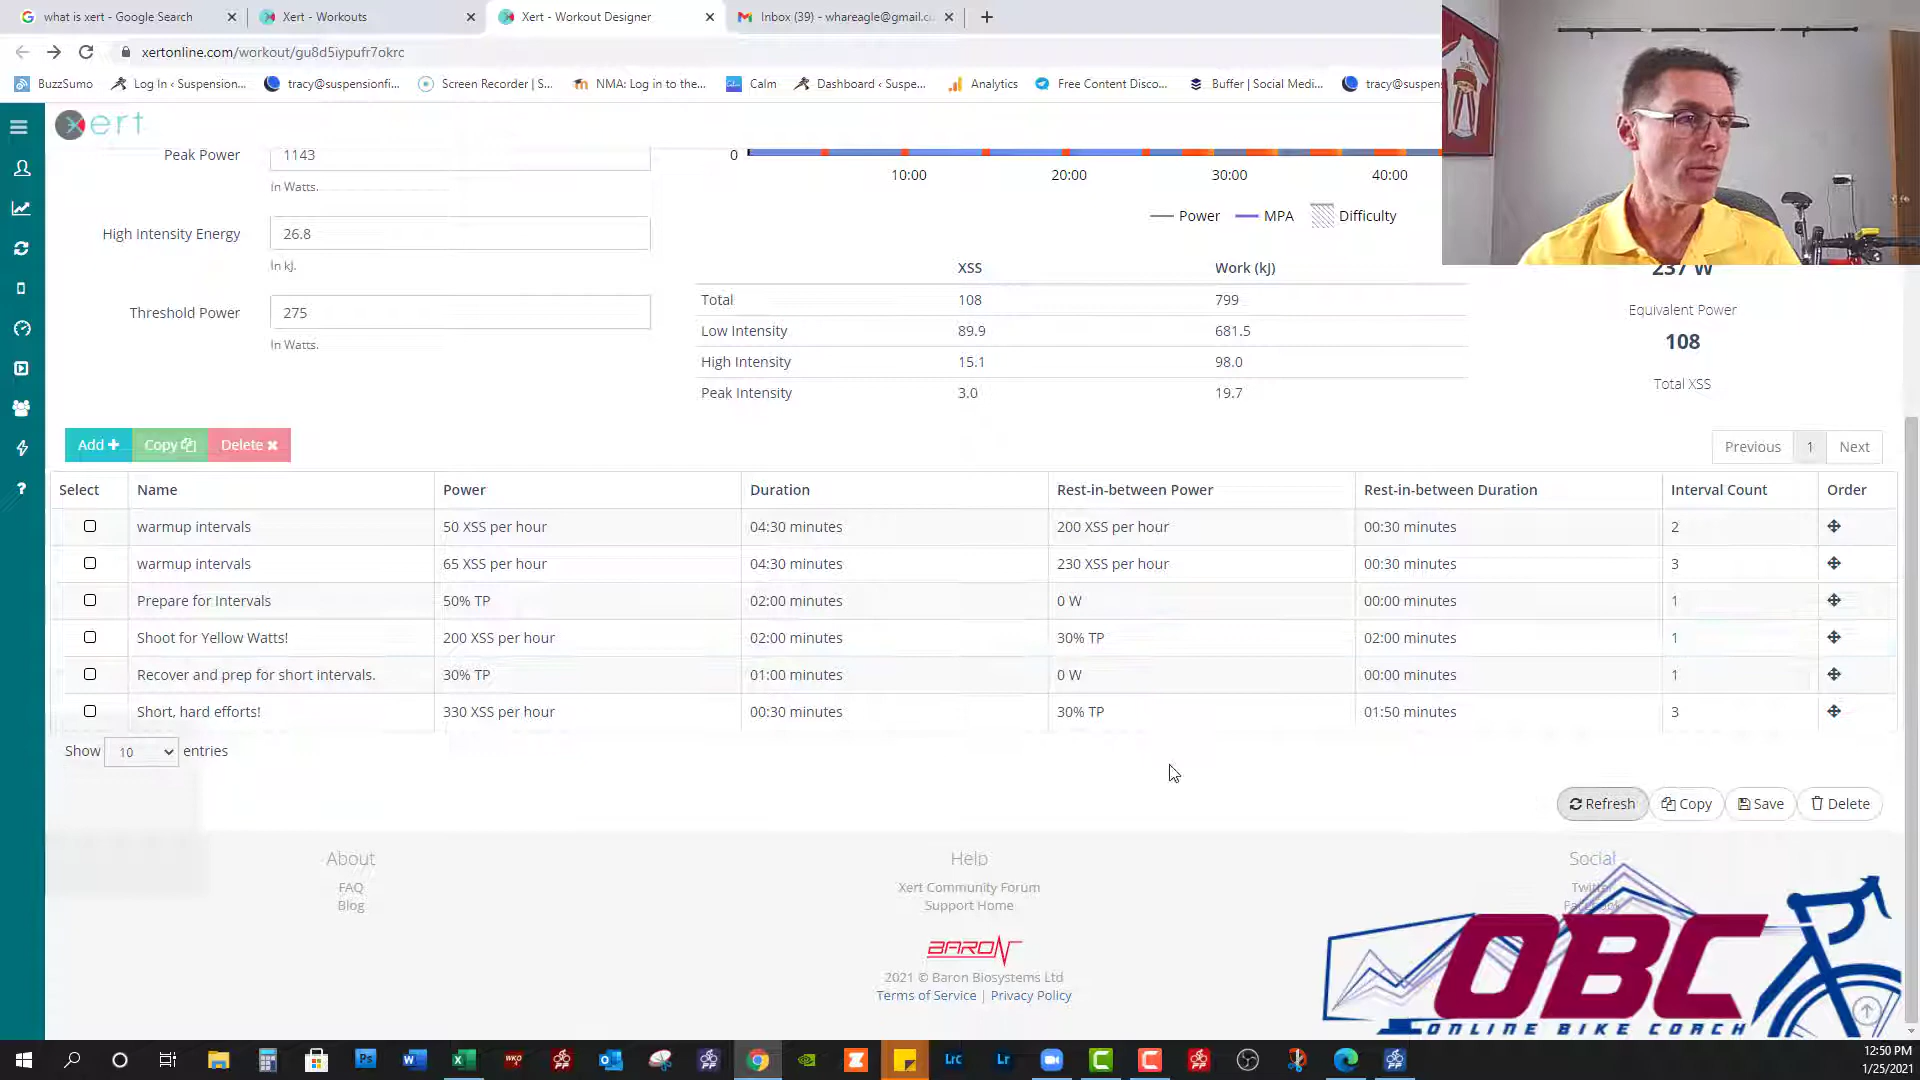 what is xert - Google Search
Xert - Workouts
Xert - Workout Designer
Inbox (39) - whareagle@gmail.c
xertonline.com/workout/gu8d5iypufr7okrc
BuzzSumo
Log In ‹ Suspension...
tracy@suspensionfi...
Screen Recorder | S...
NMA: Log in to the...
Calm
Dashboard ‹ Suspe...
Analytics
Free Content Disco...
Buffer | Social Medi...
tracy@suspens
xert
Peak Power
1143
In Watts.
High Intensity Energy
26.8
In kJ.
Threshold Power
275
In Watts.
0
10:00
20:00
30:00
40:00
Power
MPA
Difficulty
XSS Work (kJ)
Total 108 799
Low Intensity 89.9 681.5
High Intensity 15.1 98.0
Peak Intensity 3.0 19.7
237 W
Equivalent Power
108
Total XSS
Add
Copy
Delete
Previous 1 Next
Select Name Power Duration Rest-in-between Power Rest-in-between Duration Interval Count Order
warmup intervals 50 XSS per hour 04:30 minutes 200 XSS per hour 00:30 minutes 2
warmup intervals 65 XSS per hour 04:30 minutes 230 XSS per hour 00:30 minutes 3
Prepare for Intervals 50% TP 02:00 minutes 0 W 00:00 minutes 1
Shoot for Yellow Watts! 200 XSS per hour 02:00 minutes 30% TP 02:00 minutes 1
Recover and prep for short intervals. 30% TP 01:00 minutes 0 W 00:00 minutes 1
Short, hard efforts! 330 XSS per hour 00:30 minutes 30% TP 01:50 minutes 3
Show 10 entries
Refresh
Copy
Save
Delete
About
FAQ
Blog
Help
Xert Community Forum
Support Home
Social
BARON
2021 © Baron Biosystems Ltd
Terms of Service | Privacy Policy
OBC
ONLINE BIKE COACH
Ps
WKO
PP
PP
Lrc
Lr
PP
PP
12:50 PM
1/25/2021